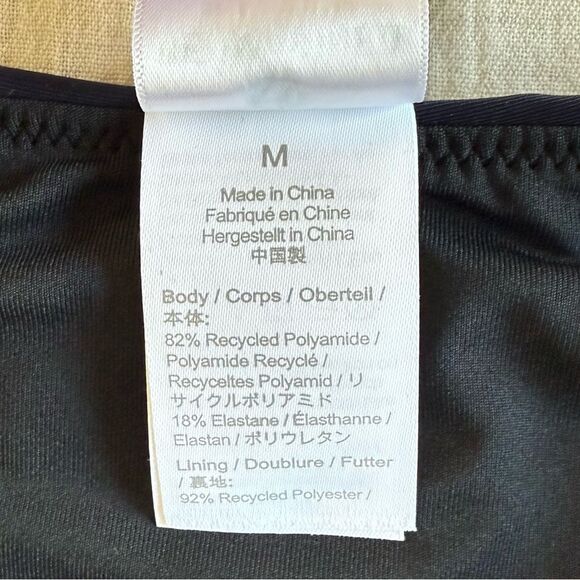 M
Made in China
Fabriqué en Chine
Hergestellt in China
中国製
Body / Corps / Oberteil /
本体:
82% Recycled Polyamide /
Polyamide Recyclé /
Recyceltes Polyamid / リ
サイクルポリアミド
18% Elastane / Élasthanne /
Elastan / ポリウレタン
Lining / Doublure / Futter
/ 裏地:
92% Recycled Polyester /